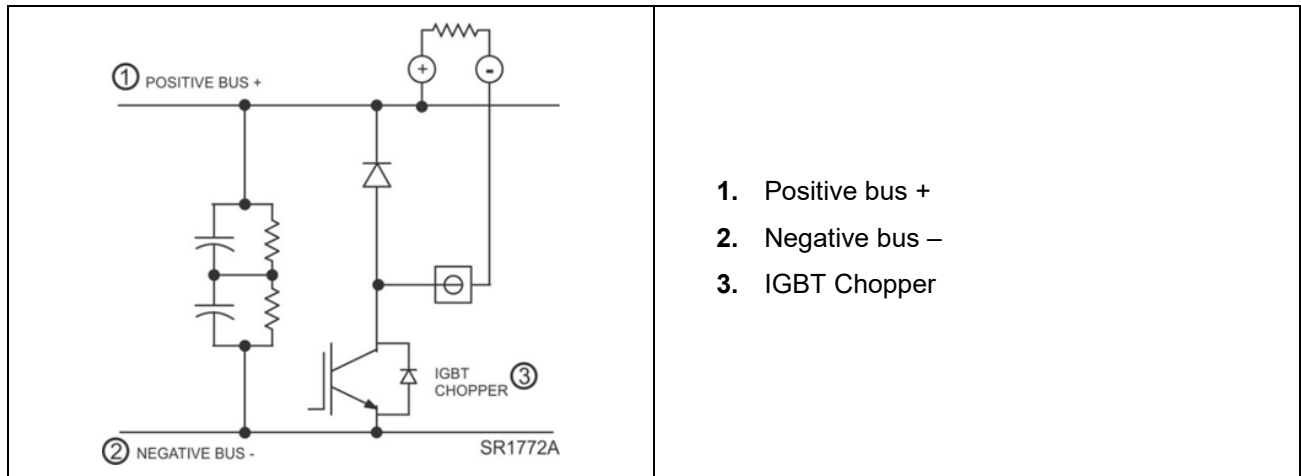 ① POSITIVE BUS +
+
-
IGBT
CHOPPER ③
② NEGATIVE BUS -
SR1772A
1. Positive bus +
2. Negative bus –
3. IGBT Chopper